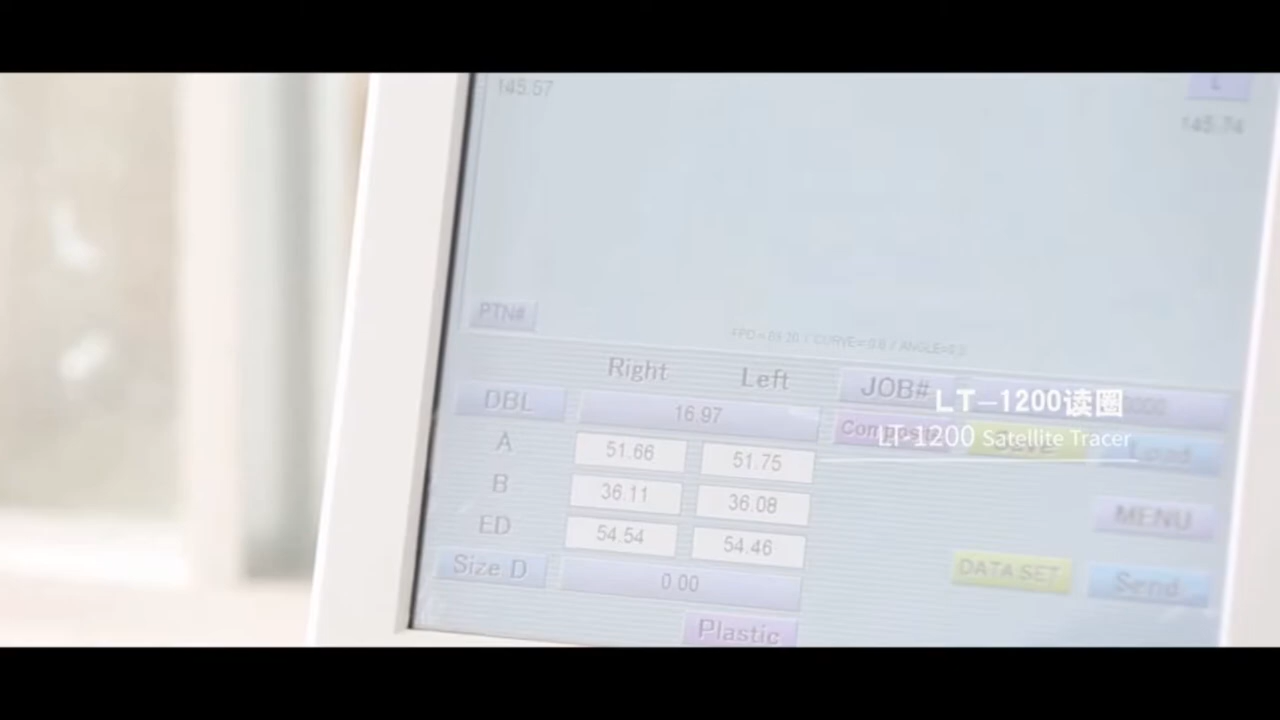 145.57
L
145.74
PTN#
Right Left JOB#
DBL 16.97
LT-1200读圈
A 51.66 51.75
LT-1200 Satellite Tracer
B 36.11 36.08
MENU
ED 54.54 54.46
DATA SET Send
Size D 0.00
Plastic